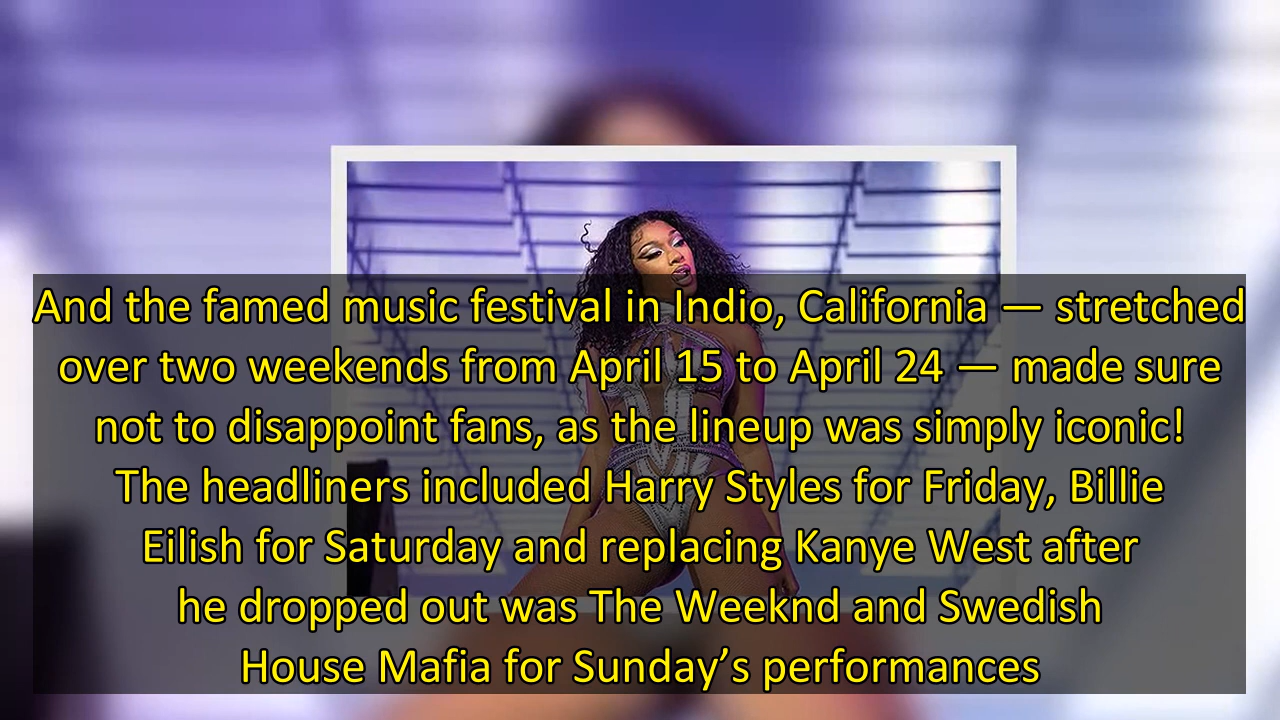 And the famed music festival in Indio, California — stretched
over two weekends from April 15 to April 24 — made sure
not to disappoint fans, as the lineup was simply iconic!
The headliners included Harry Styles for Friday, Billie
Eilish for Saturday and replacing Kanye West after
he dropped out was The Weeknd and Swedish
House Mafia for Sunday’s performances